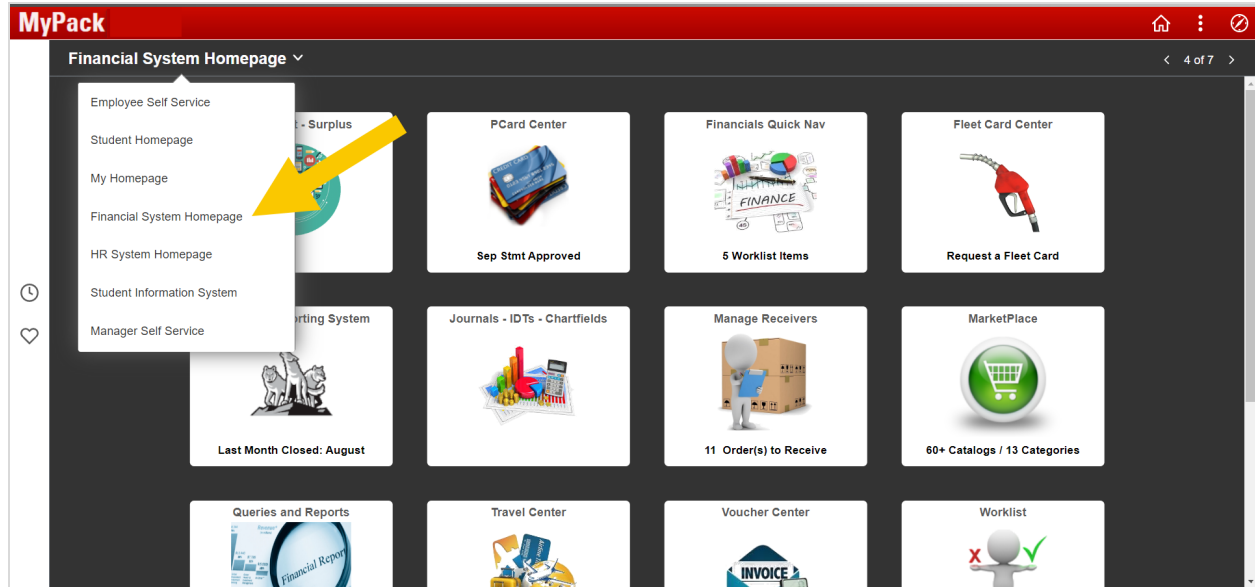 MyPack
Financial System Homepage
4 of 7
Employee Self Service
Student Homepage
My Homepage
Financial System Homepage
HR System Homepage
Student Information System
Manager Self Service
t - Surplus
PCard Center
CREDIT CARD
Sep Stmt Approved
Financials Quick Nav
FINANCE
5 Worklist Items
Fleet Card Center
Request a Fleet Card
rting System
Last Month Closed: August
Journals - IDTs - Chartfields
Manage Receivers
11 Order(s) to Receive
MarketPlace
60+ Catalogs / 13 Categories
Queries and Reports
Financial Report
Travel Center
Voucher Center
INVOICE
Worklist